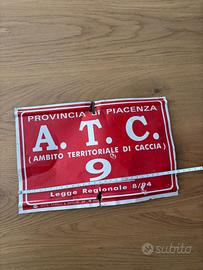 PROVINCIA di PIACENZA
A. T. C.
(AMBITO TERRITORIALE DI CACCIA)
9
Legge Regionale 8/94
subito